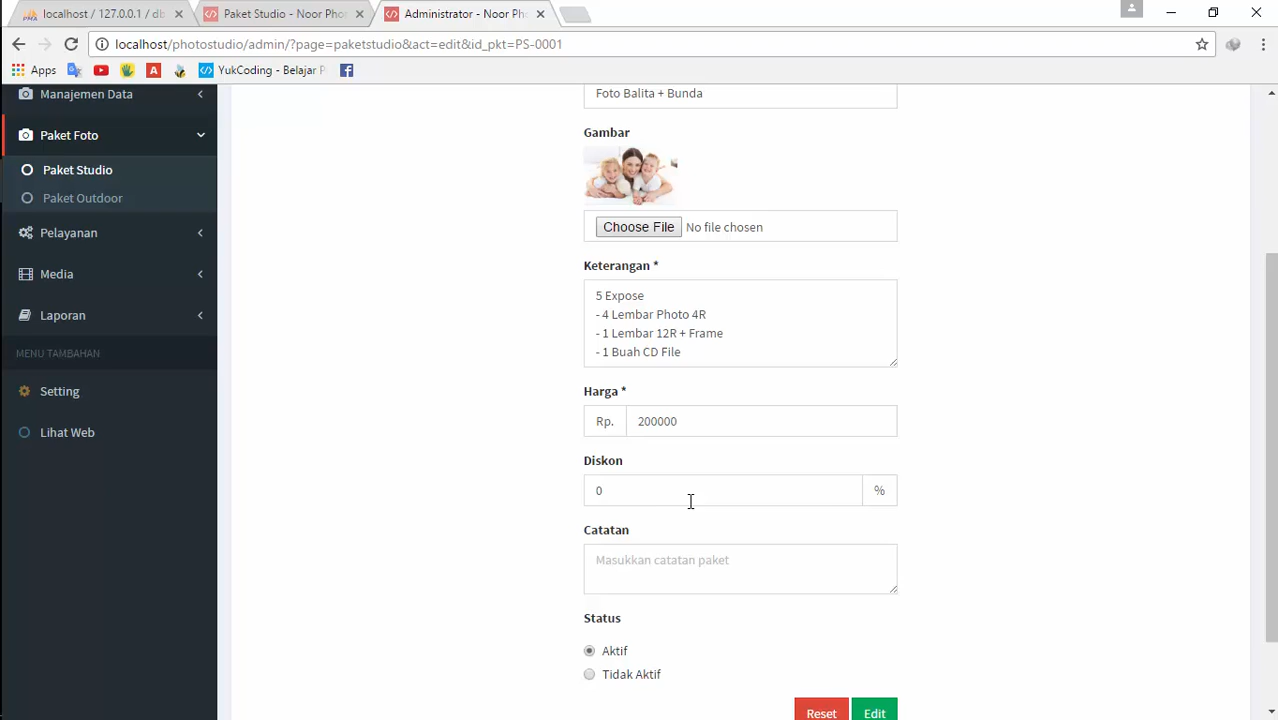 localhost / 127.0.0.1 / db
Paket Studio - Noor Pho
Administrator - Noor Pho
localhost/photostudio/admin/?page=paketstudio&act=edit&id_pkt=PS-0001
Apps
YukCoding - Belajar P
Manajemen Data
Paket Foto
Paket Studio
Paket Outdoor
Pelayanan
Media
Laporan
MENU TAMBAHAN
Setting
Lihat Web
Foto Balita + Bunda
Gambar
Choose File No file chosen
Keterangan *
5 Expose
- 4 Lembar Photo 4R
- 1 Lembar 12R + Frame
- 1 Buah CD File
Harga *
Rp. 200000
Diskon
0 %
Catatan
Masukkan catatan paket
Status
Aktif
Tidak Aktif
Reset Edit